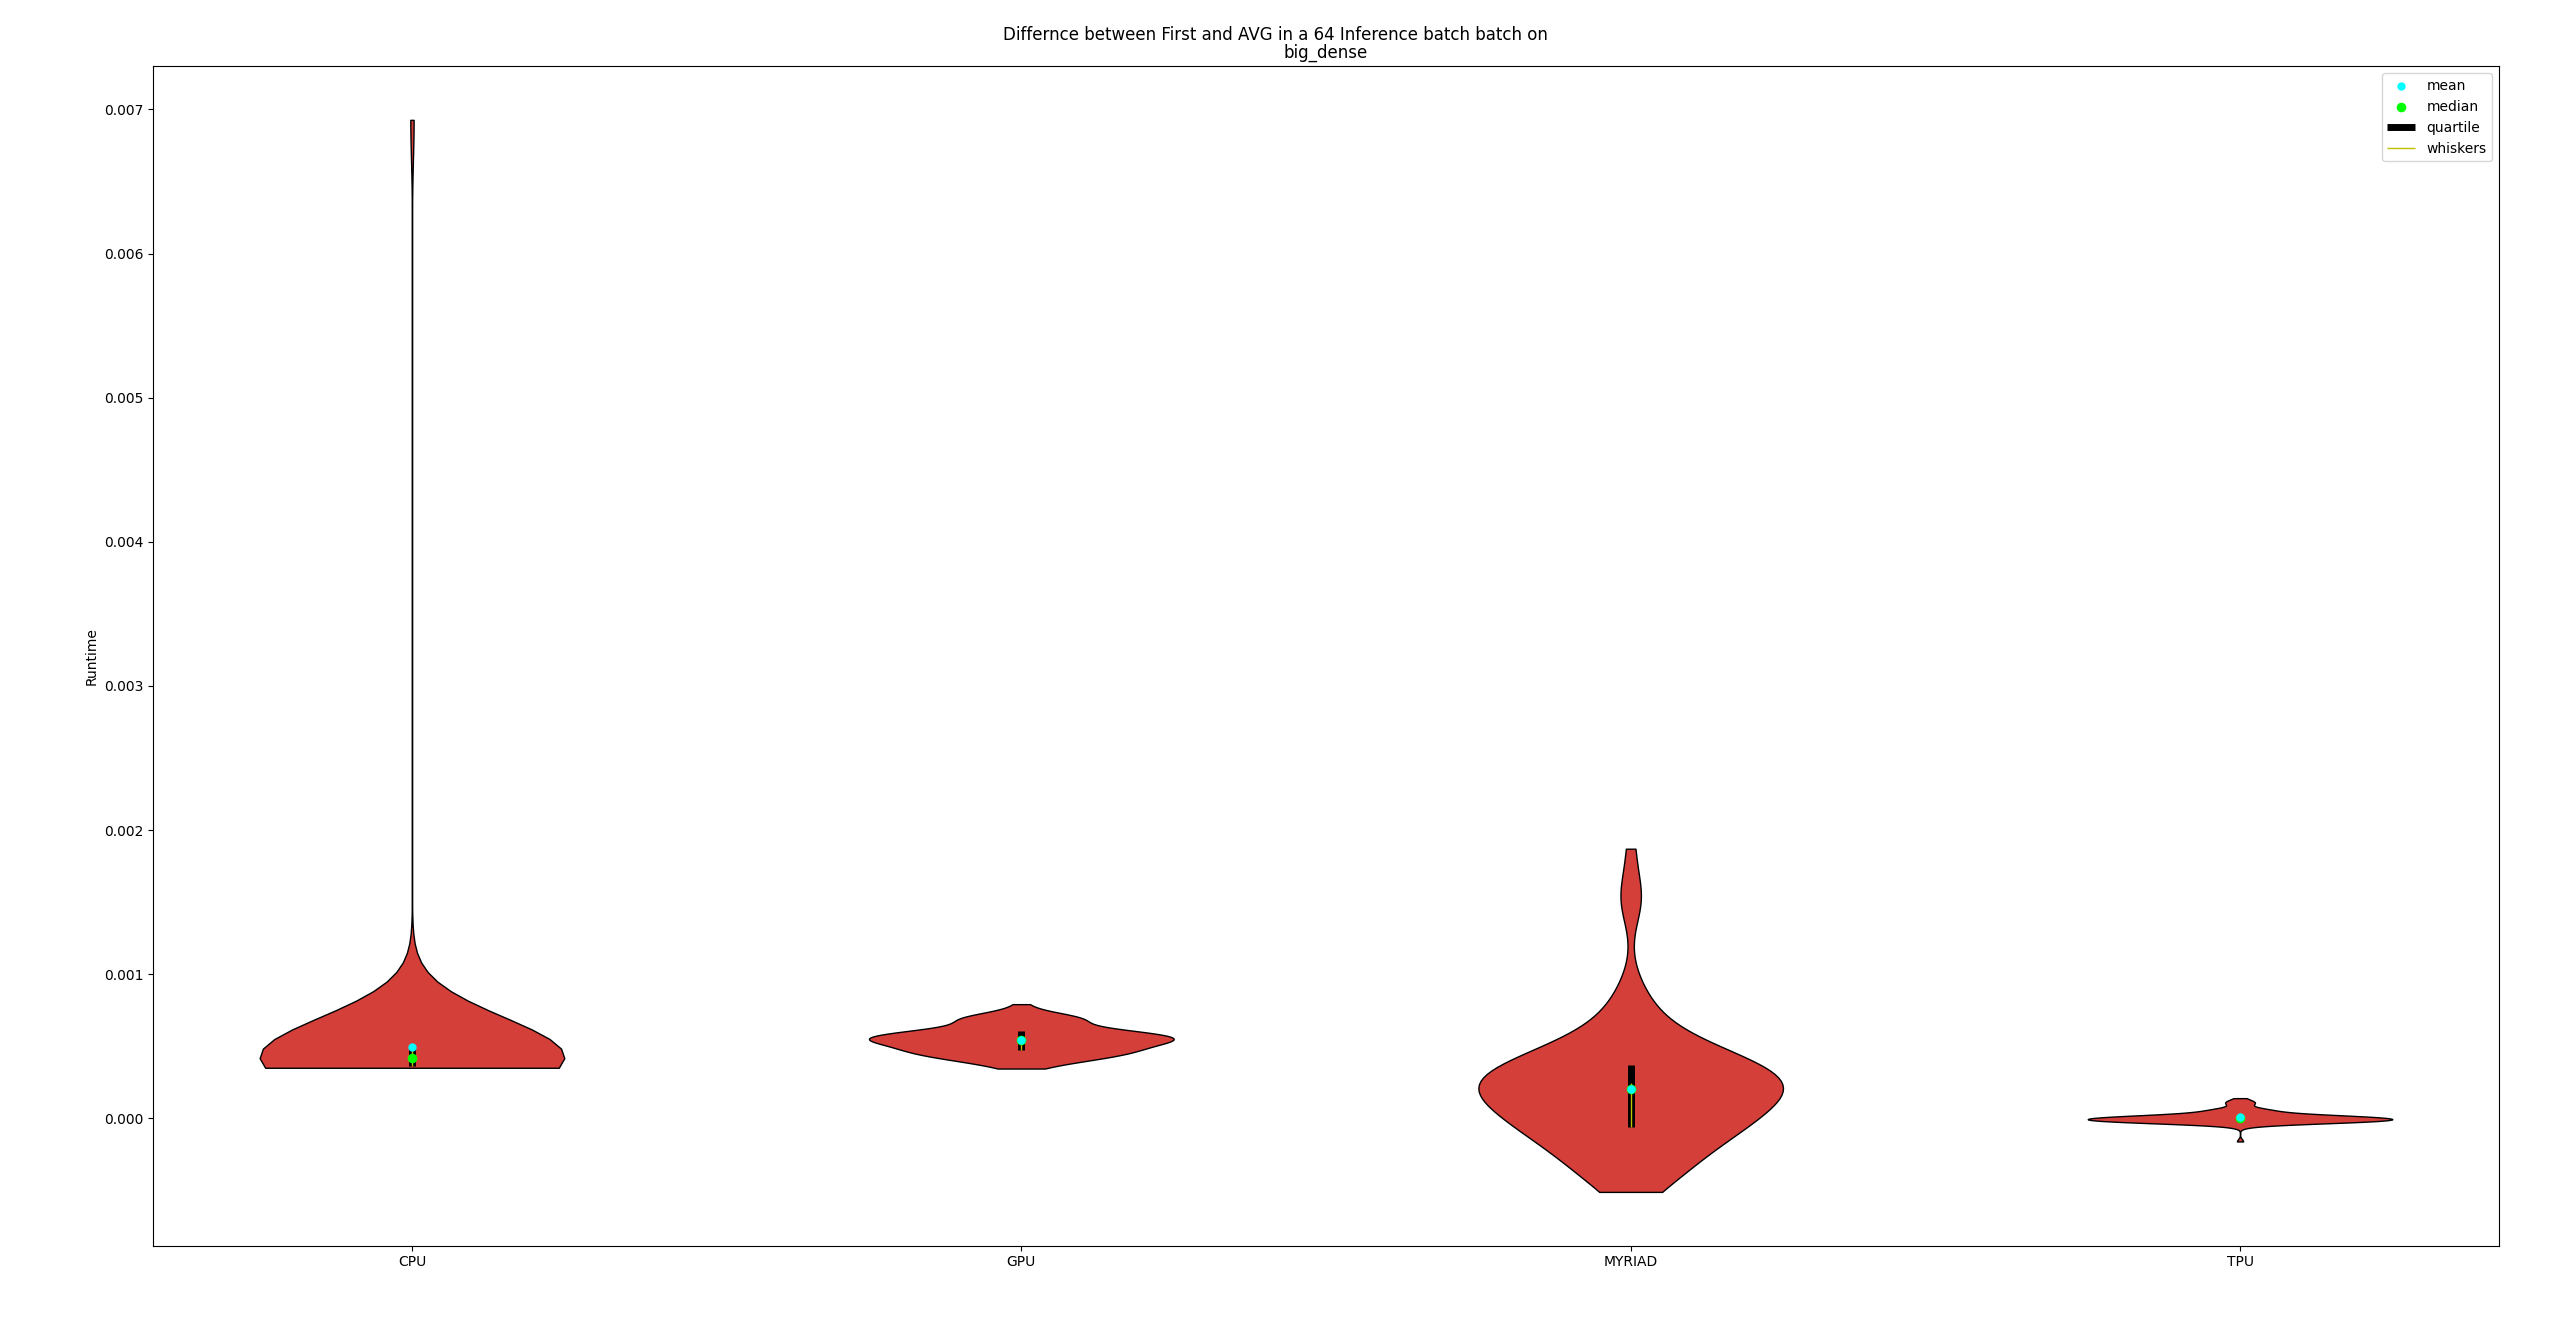 Differnce between First and AVG in a 64 Inference batch batch on
big_dense
mean
median
quartile
whiskers
0.007
0.006
0.005
0.004
0.003
0.002
0.001
0.000
Runtime
CPU
GPU
MYRIAD
TPU